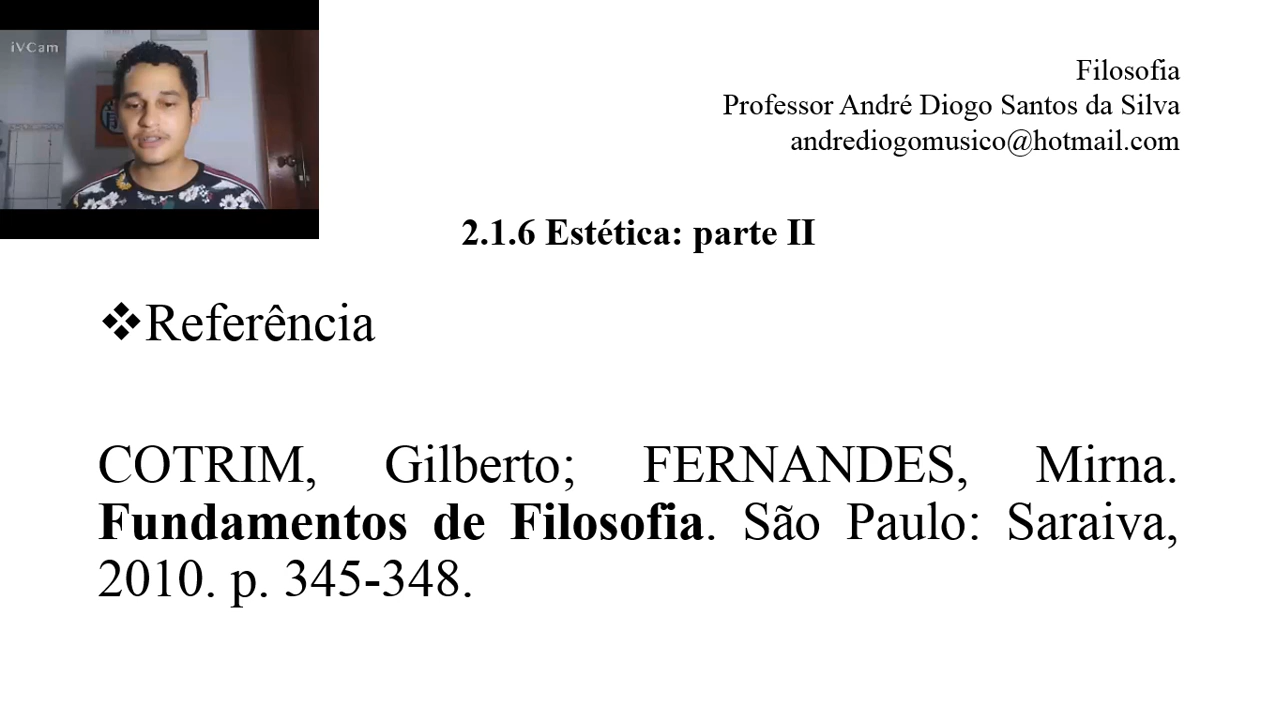 iVCam
Filosofia
Professor André Diogo Santos da Silva
andrediogomusico@hotmail.com
2.1.6 Estética: parte II
❖Referência
COTRIM, Gilberto; FERNANDES, Mirna.
Fundamentos de Filosofia. São Paulo: Saraiva,
2010. p. 345-348.